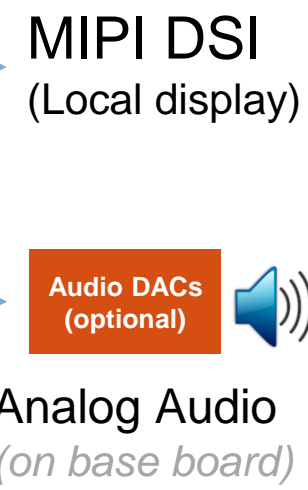 MIPI DSI
(Local display)
Audio DACs
(optional)
Analog Audio
(on base board)